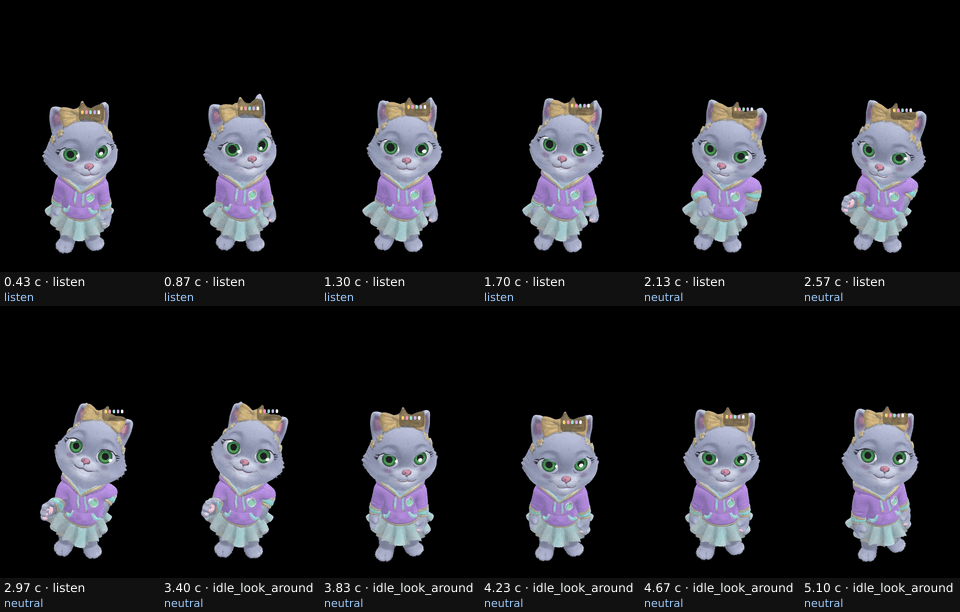 0.43 с · listen
listen
0.87 с · listen
listen
1.30 с · listen
listen
1.70 с · listen
listen
2.13 с · listen
neutral
2.57 с · listen
neutral
2.97 с · listen
neutral
3.40 с · idle_look_around
neutral
3.83 с · idle_look_around
neutral
4.23 с · idle_look_around
neutral
4.67 с · idle_look_around
neutral
5.10 с · idle_look_around
neutral